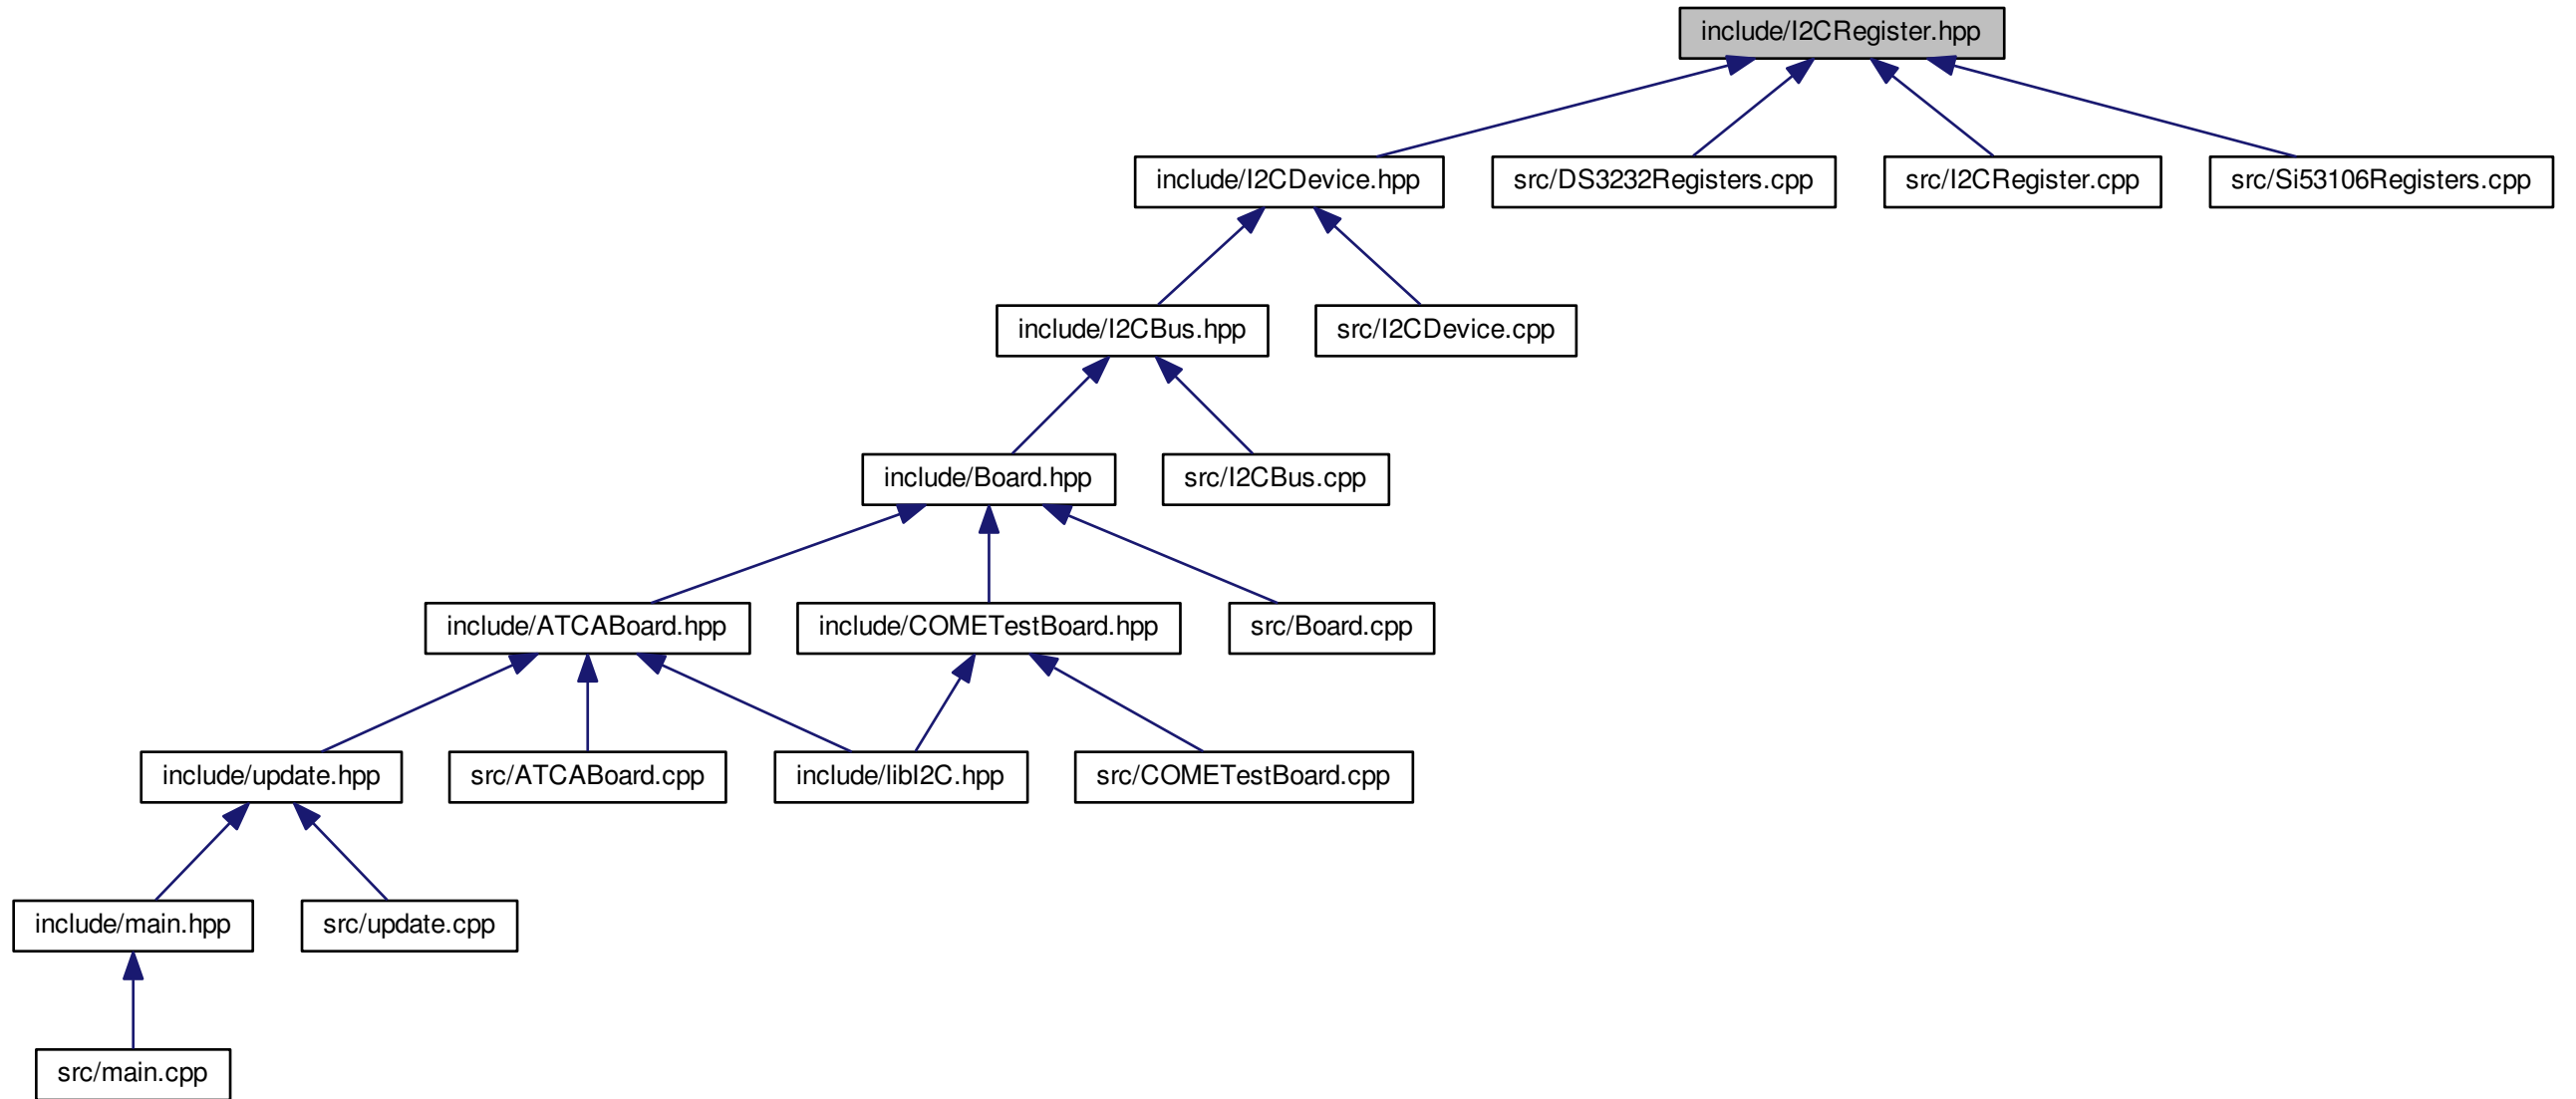 include/I2CRegister.hpp
include/I2CDevice.hpp
src/DS3232Registers.cpp
src/I2CRegister.cpp
src/Si53106Registers.cpp
include/I2CBus.hpp
src/I2CDevice.cpp
include/Board.hpp
src/I2CBus.cpp
include/ATCABoard.hpp
include/COMETestBoard.hpp
src/Board.cpp
include/update.hpp
src/ATCABoard.cpp
include/libI2C.hpp
src/COMETestBoard.cpp
include/main.hpp
src/update.cpp
src/main.cpp